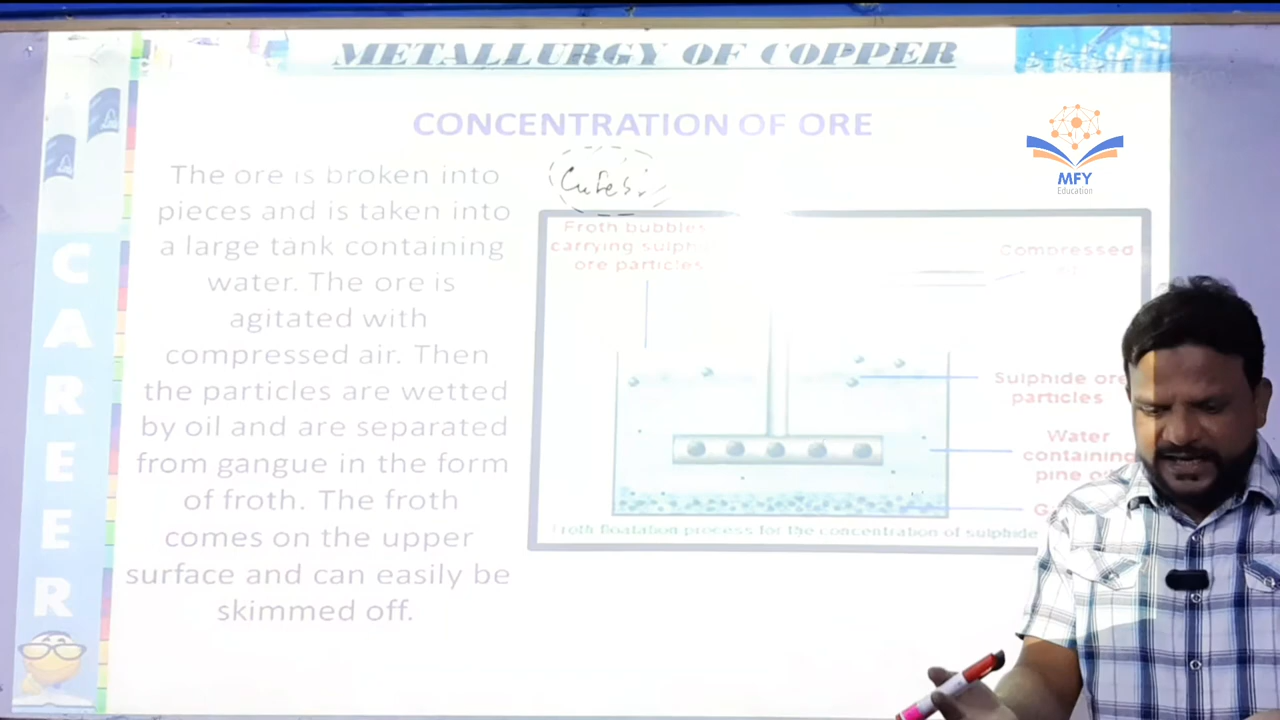 METALLURGY OF COPPER
CONCENTRATION OF ORE
MFY
Education
The ore is broken into
pieces and is taken into
a large tank containing
water. The ore is
agitated with
compressed air. Then
the particles are wetted
by oil and are separated
from gangue in the form
of froth. The froth
comes on the upper
surface and can easily be
skimmed off.
CAREER
Froth bubbles
carrying sulph
ore particles
Compressed
Sulphide ore
particles
Water
containing
pine
Froth floatation process for the concentration of sulphide